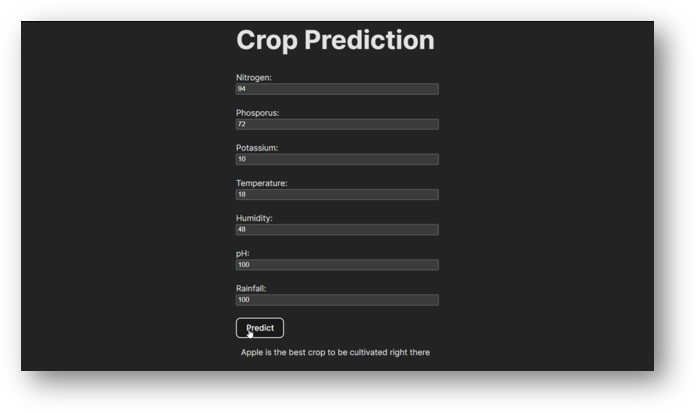 Crop Prediction
Nitrogen:
94
Phosporus:
72
Potassium:
10
Temperature:
18
Humidity:
48
pH:
100
Rainfall:
100
Predict
Apple is the best crop to be cultivated right there